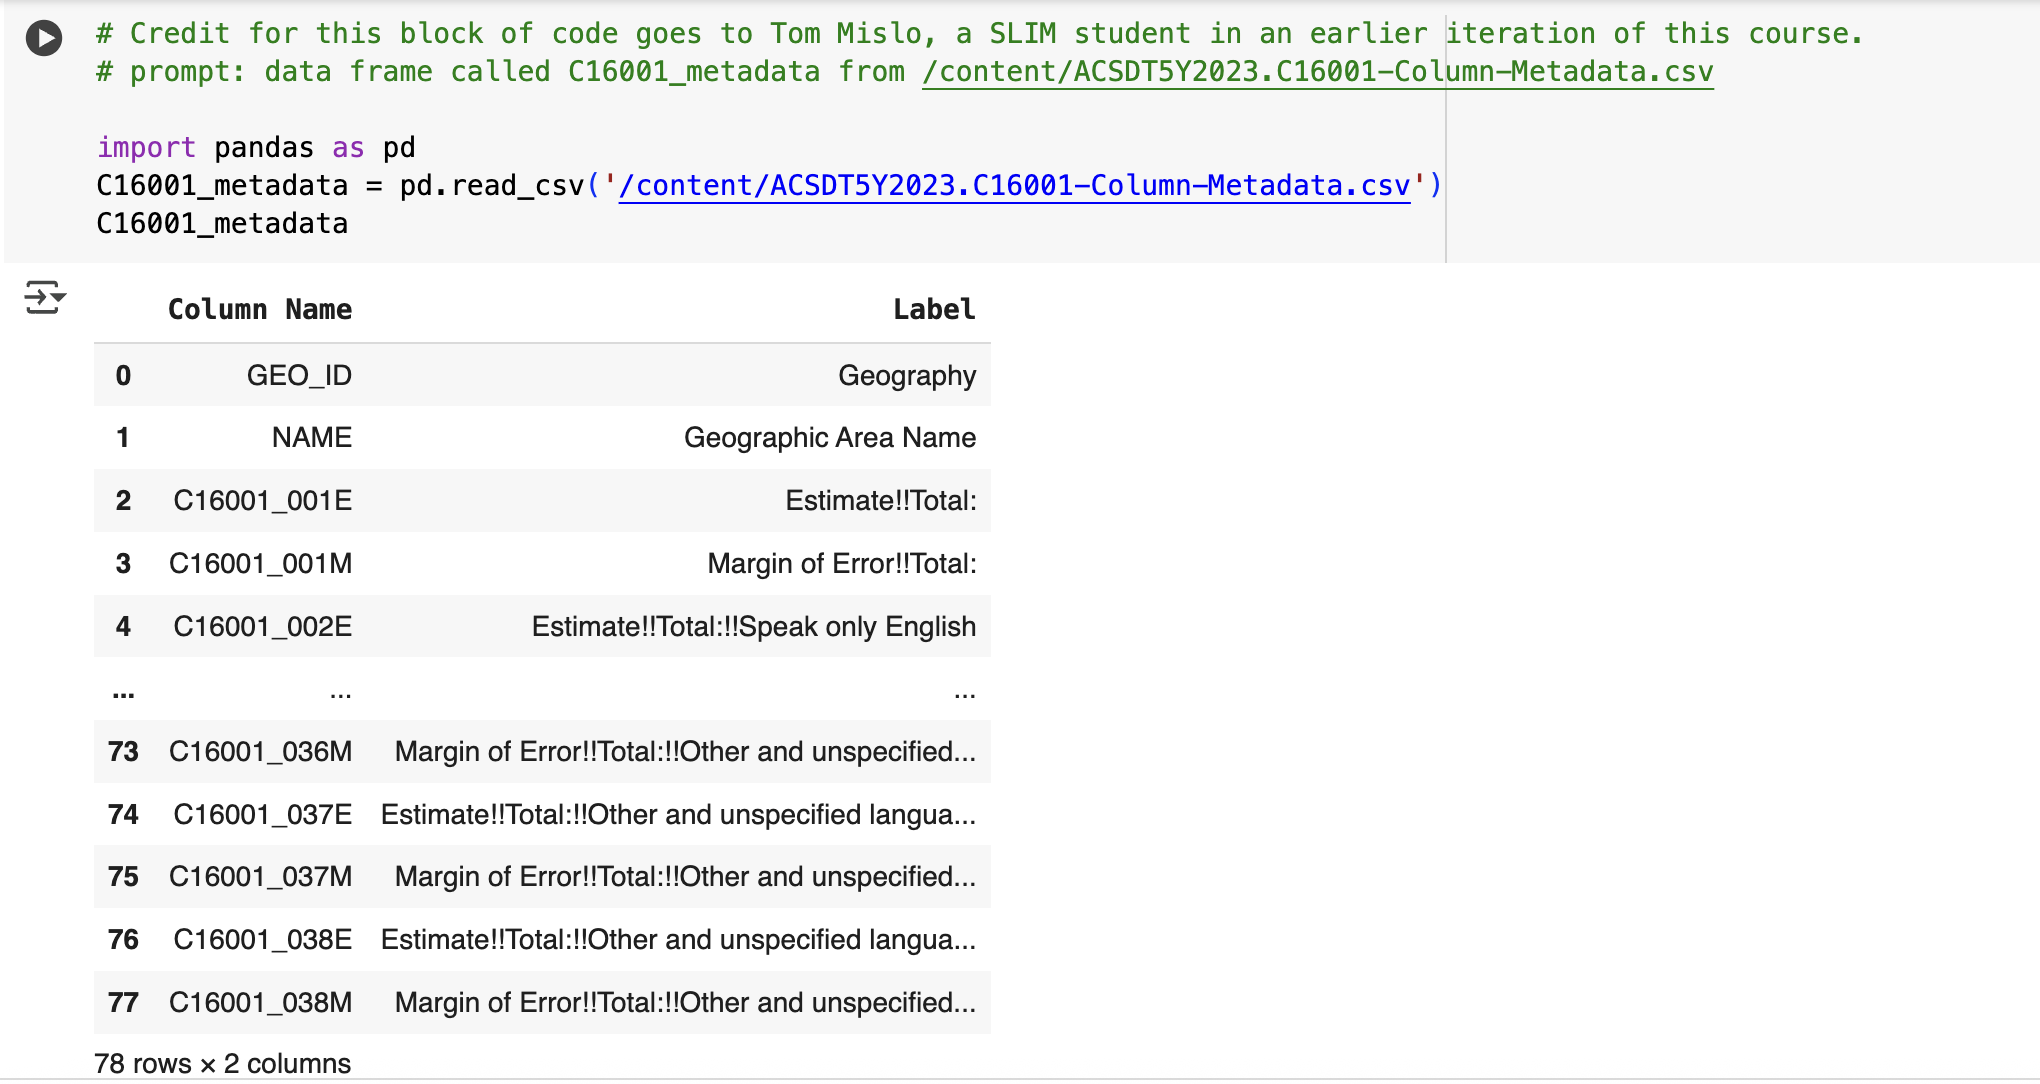 # Credit for this block of code goes to Tom Mislo, a SLIM student in an earlier iteration of this course.
# prompt: data frame called C16001_metadata from /content/ACSDT5Y2023.C16001-Column-Metadata.csv
import pandas as pd
C16001_metadata = pd.read_csv('/content/ACSDT5Y2023.C16001-Column-Metadata.csv')
C16001_metadata
Column Name Label
0 GEO_ID Geography
1 NAME Geographic Area Name
2 C16001_001E Estimate!!Total:
3 C16001_001M Margin of Error!!Total:
4 C16001_002E Estimate!!Total:!!Speak only English
... ... ...
73 C16001_036M Margin of Error!!Total:!!Other and unspecified...
74 C16001_037E Estimate!!Total:!!Other and unspecified langua...
75 C16001_037M Margin of Error!!Total:!!Other and unspecified...
76 C16001_038E Estimate!!Total:!!Other and unspecified langua...
77 C16001_038M Margin of Error!!Total:!!Other and unspecified...
78 rows × 2 columns